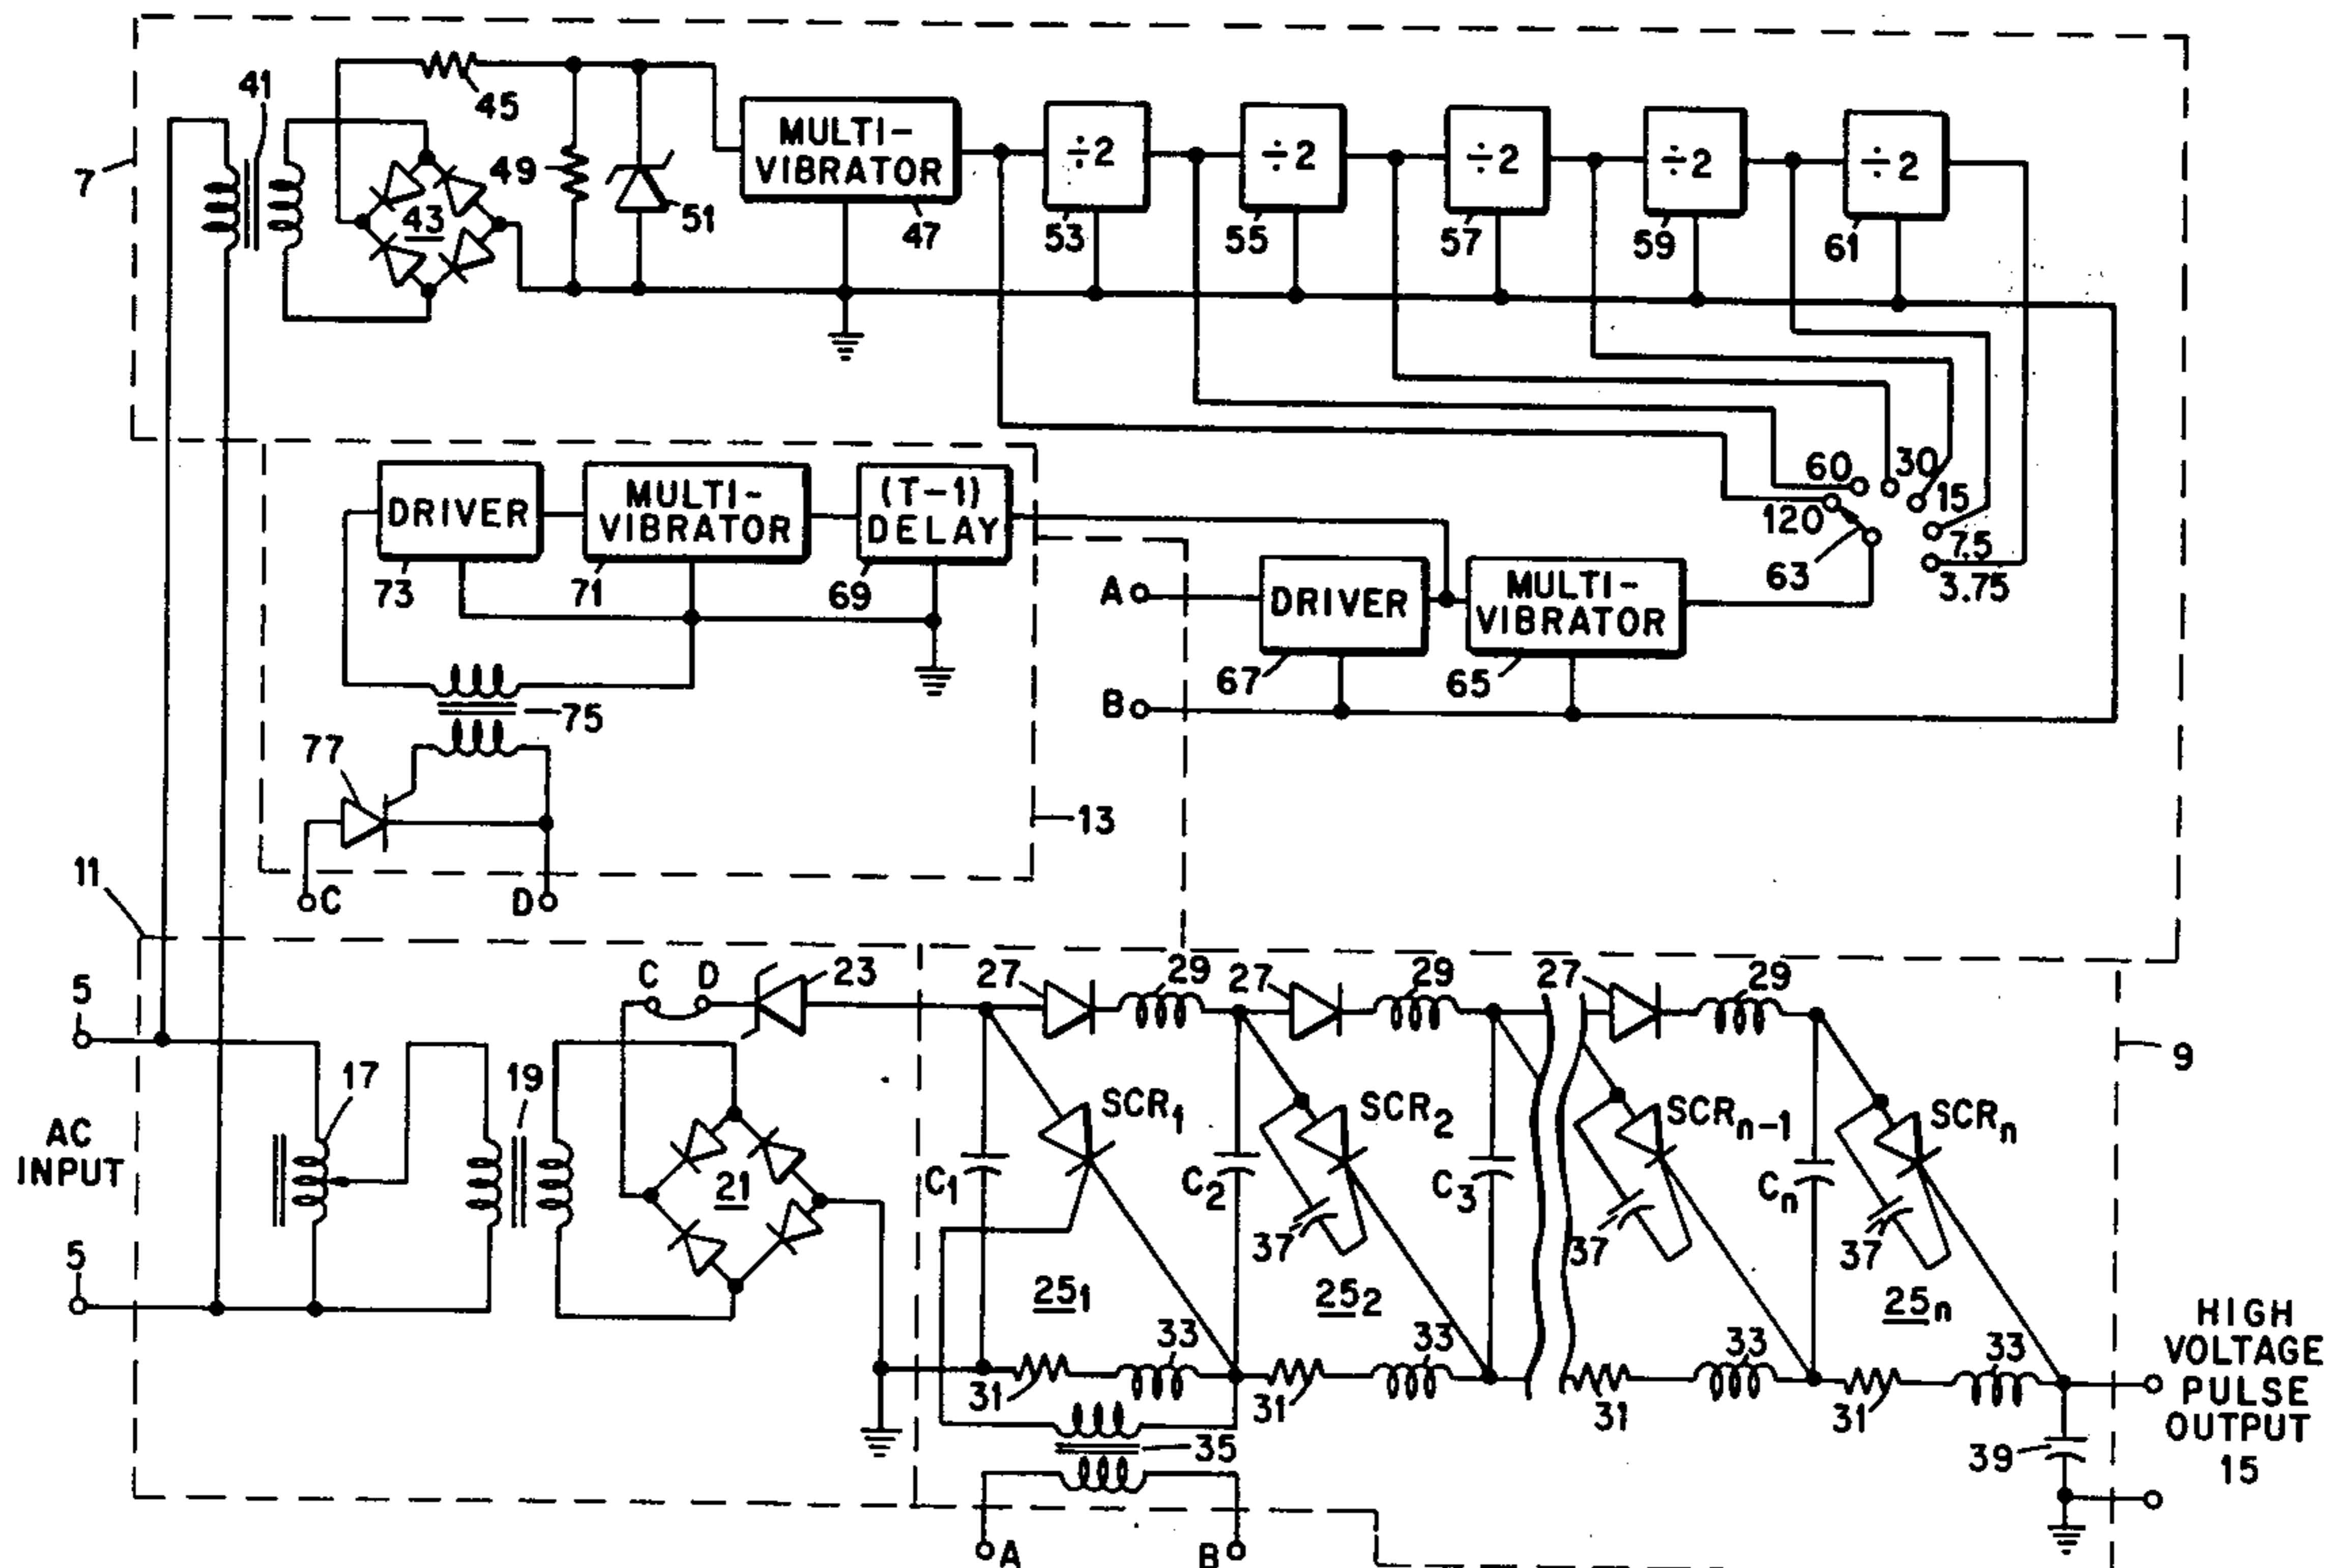 41
45
7
43
49
51
MULTI-
VIBRATOR
47
÷2
53
÷2
55
÷2
57
÷2
59
÷2
61
60
30
15
120
7.5
63
3.75
DRIVER
73
MULTI-
VIBRATOR
71
(T-1)
DELAY
69
A
DRIVER
67
MULTI-
VIBRATOR
65
B
75
77
13
C
D
11
5
17
19
C D
23
21
AC
INPUT
5
27
29
27
29
27
29
9
SCR1
SCR2
SCRn-1
SCRn
C1
C2
C3
Cn
37
37
37
251
252
25n
33
33
33
33
31
31
31
31
35
39
HIGH
VOLTAGE
PULSE
OUTPUT
15
A
B